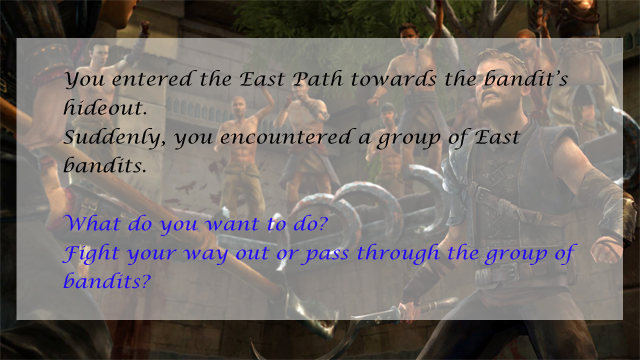 You entered the East Path towards the bandit's
hideout.
Suddenly, you encountered a group of East
bandits.
What do you want to do?
Fight your way out or pass through the group of
bandits?